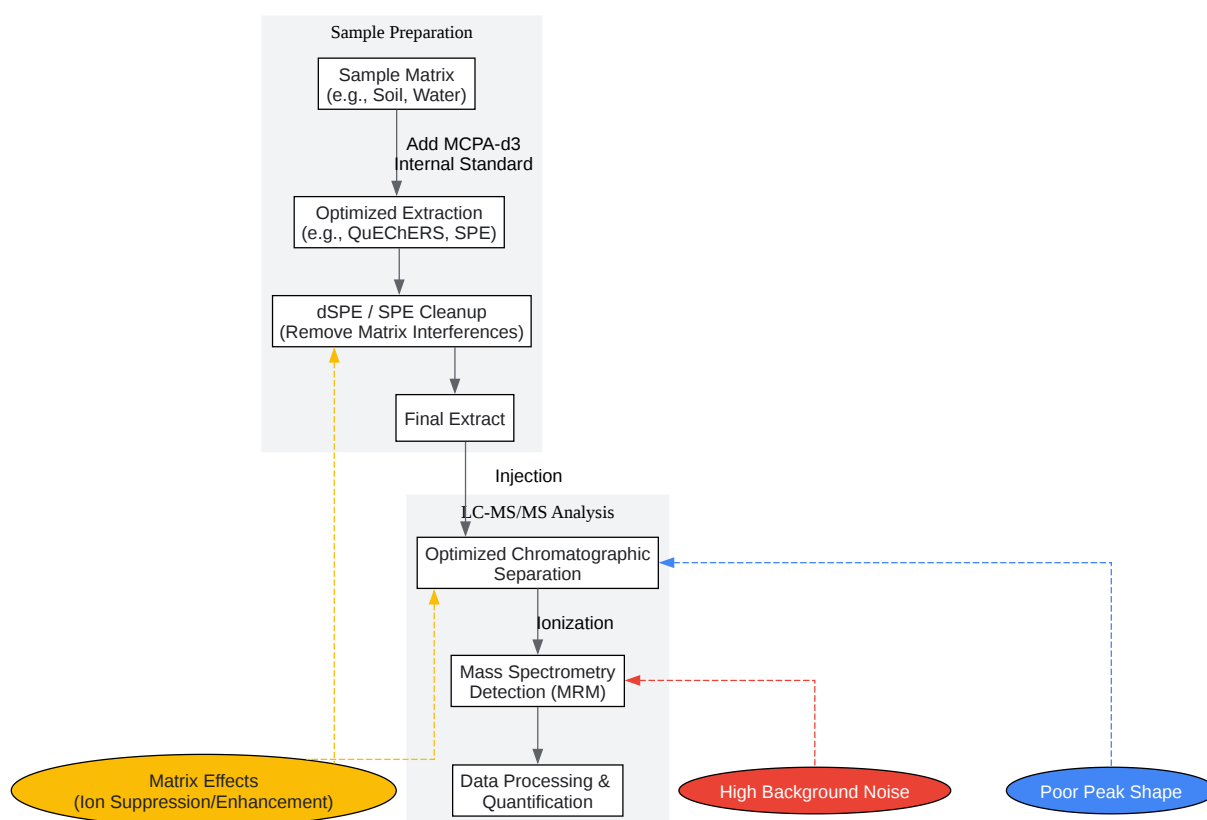 Sample Preparation
Sample Matrix
(e.g., Soil, Water)
Add MCPA-d3
Internal Standard
Optimized Extraction
(e.g., QuEChERS, SPE)
dSPE / SPE Cleanup
(Remove Matrix Interferences)
Final Extract
Injection
LC-MS/MS Analysis
Optimized Chromatographic
Separation
Ionization
Mass Spectrometry
Detection (MRM)
Matrix Effects
(Ion Suppression/Enhancement)
Data Processing &
Quantification
High Background Noise
Poor Peak Shape